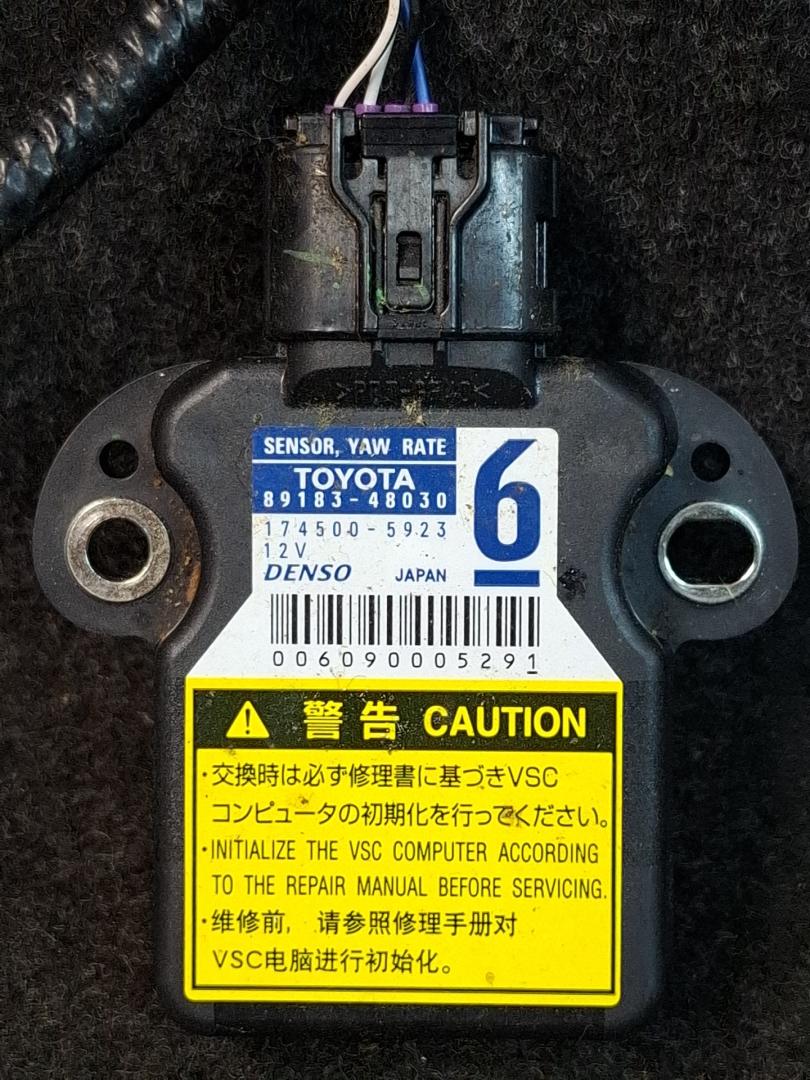 SENSOR, YAW RATE
TOYOTA
89183-48030
6
174500-5923
12V
DENSO JAPAN
006090005291
警告 CAUTION
・交換時は必ず修理書に基づきVSC
コンピュータの初期化を行ってください。
・INITIALIZE THE VSC COMPUTER ACCORDING
TO THE REPAIR MANUAL BEFORE SERVICING.
・维修前，请参照修理手册对
VSC电脑进行初始化。